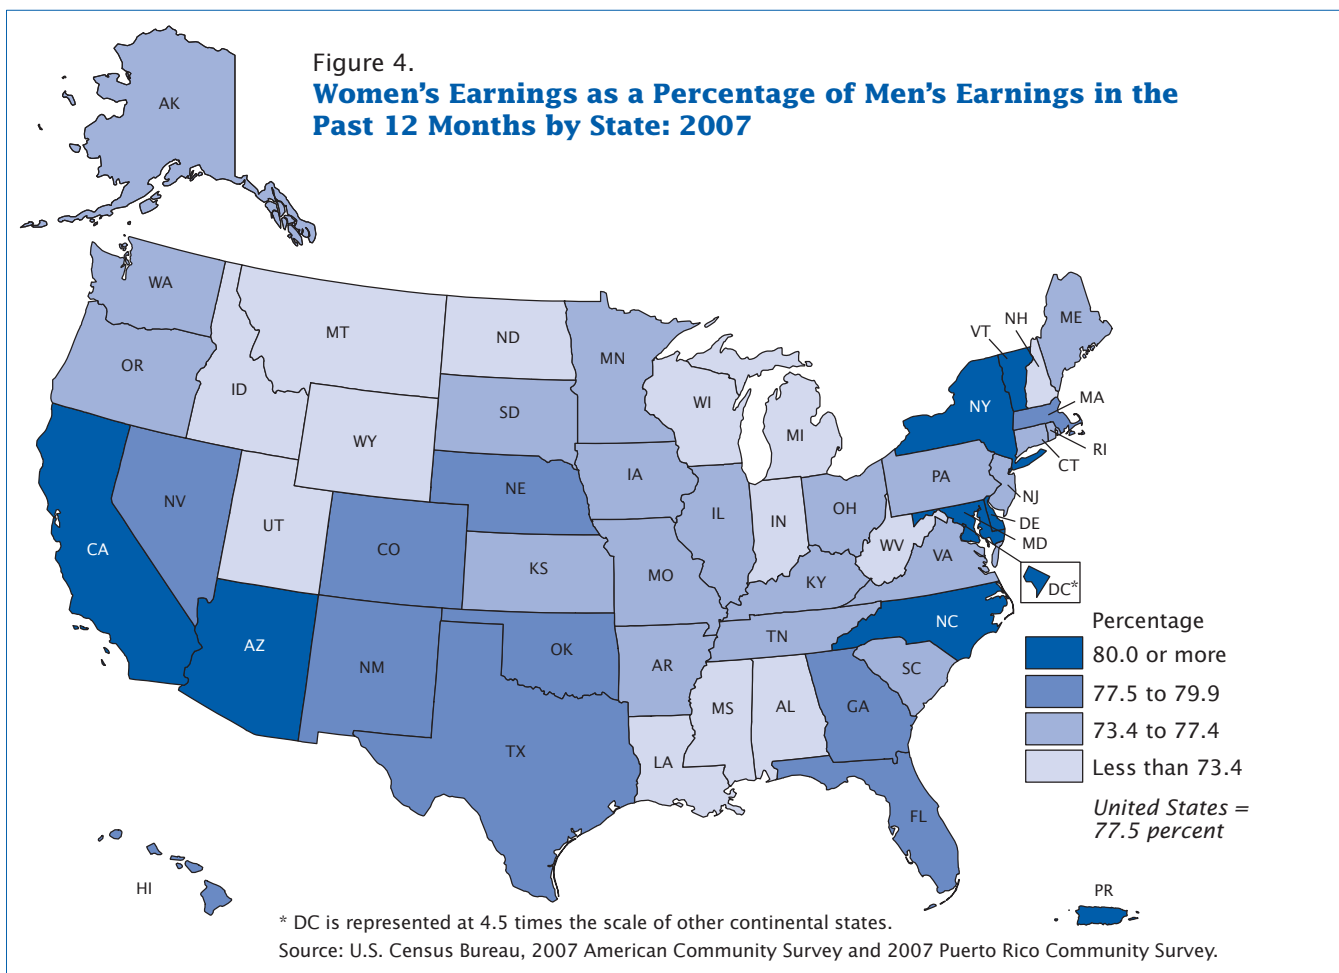 Figure 4.
Women's Earnings as a Percentage of Men's Earnings in the
Past 12 Months by State: 2007
AK
WA
MT
ND
MN
OR
ID
SD
WY
WI
MI
VT
NH
ME
NY
MA
RI
CT
NV
UT
CO
NE
IA
IL
IN
OH
PA
NJ
DE
MD
DC*
CA
KS
MO
KY
WV
VA
AZ
NM
OK
AR
TN
NC
SC
TX
LA
MS
AL
GA
FL
HI
PR
Percentage
80.0 or more
77.5 to 79.9
73.4 to 77.4
Less than 73.4
United States =
77.5 percent
* DC is represented at 4.5 times the scale of other continental states.
Source: U.S. Census Bureau, 2007 American Community Survey and 2007 Puerto Rico Community Survey.